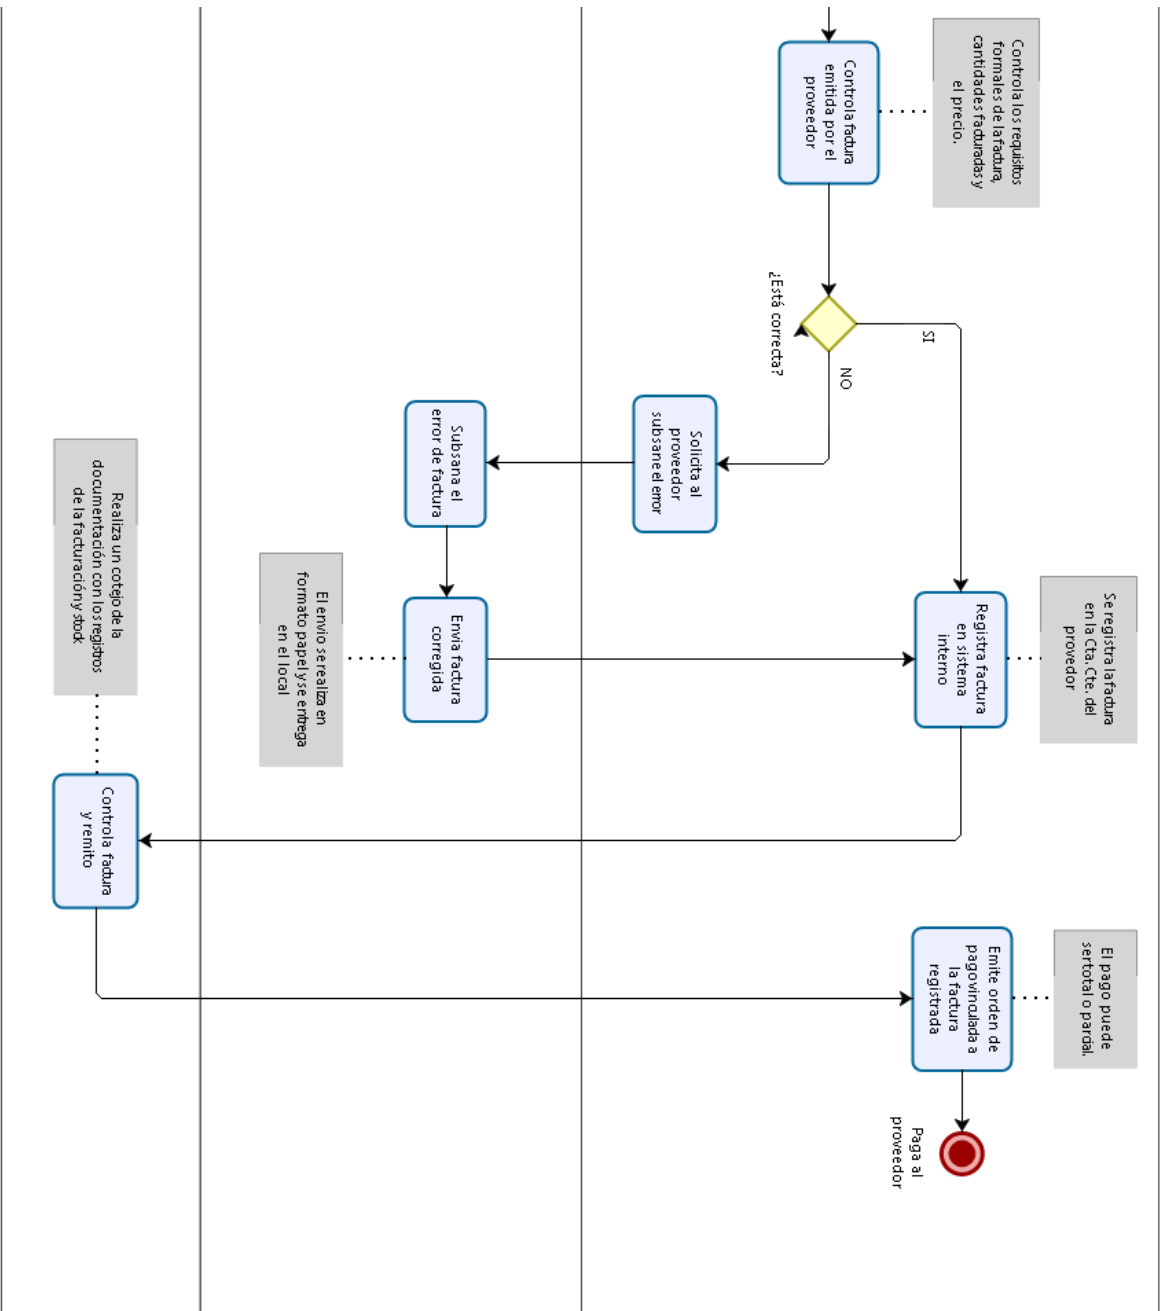 Controla los requisitos
formales de la factura,
cantidades facturadas y
el precio.
Controla factura
emitida por el
proveedor
¿Está correcta?
SI
NO
Solicita al
proveedor
subsane el error
Subsana el
error de factura
Envia factura
corregida
El envio se realiza en
formato papel y se entrega
en el local
Se registra la factura
en la Cta. Cte. del
provedor
Registra factura
en sistema
interno
Realiza un cotejo de la
documentación con los registros
de la facturación y stock
Controla factura
y remito
El pago puede
ser total o parcial.
Emite orden de
pago vinculada a
la factura
registrada
Paga al
proveedor